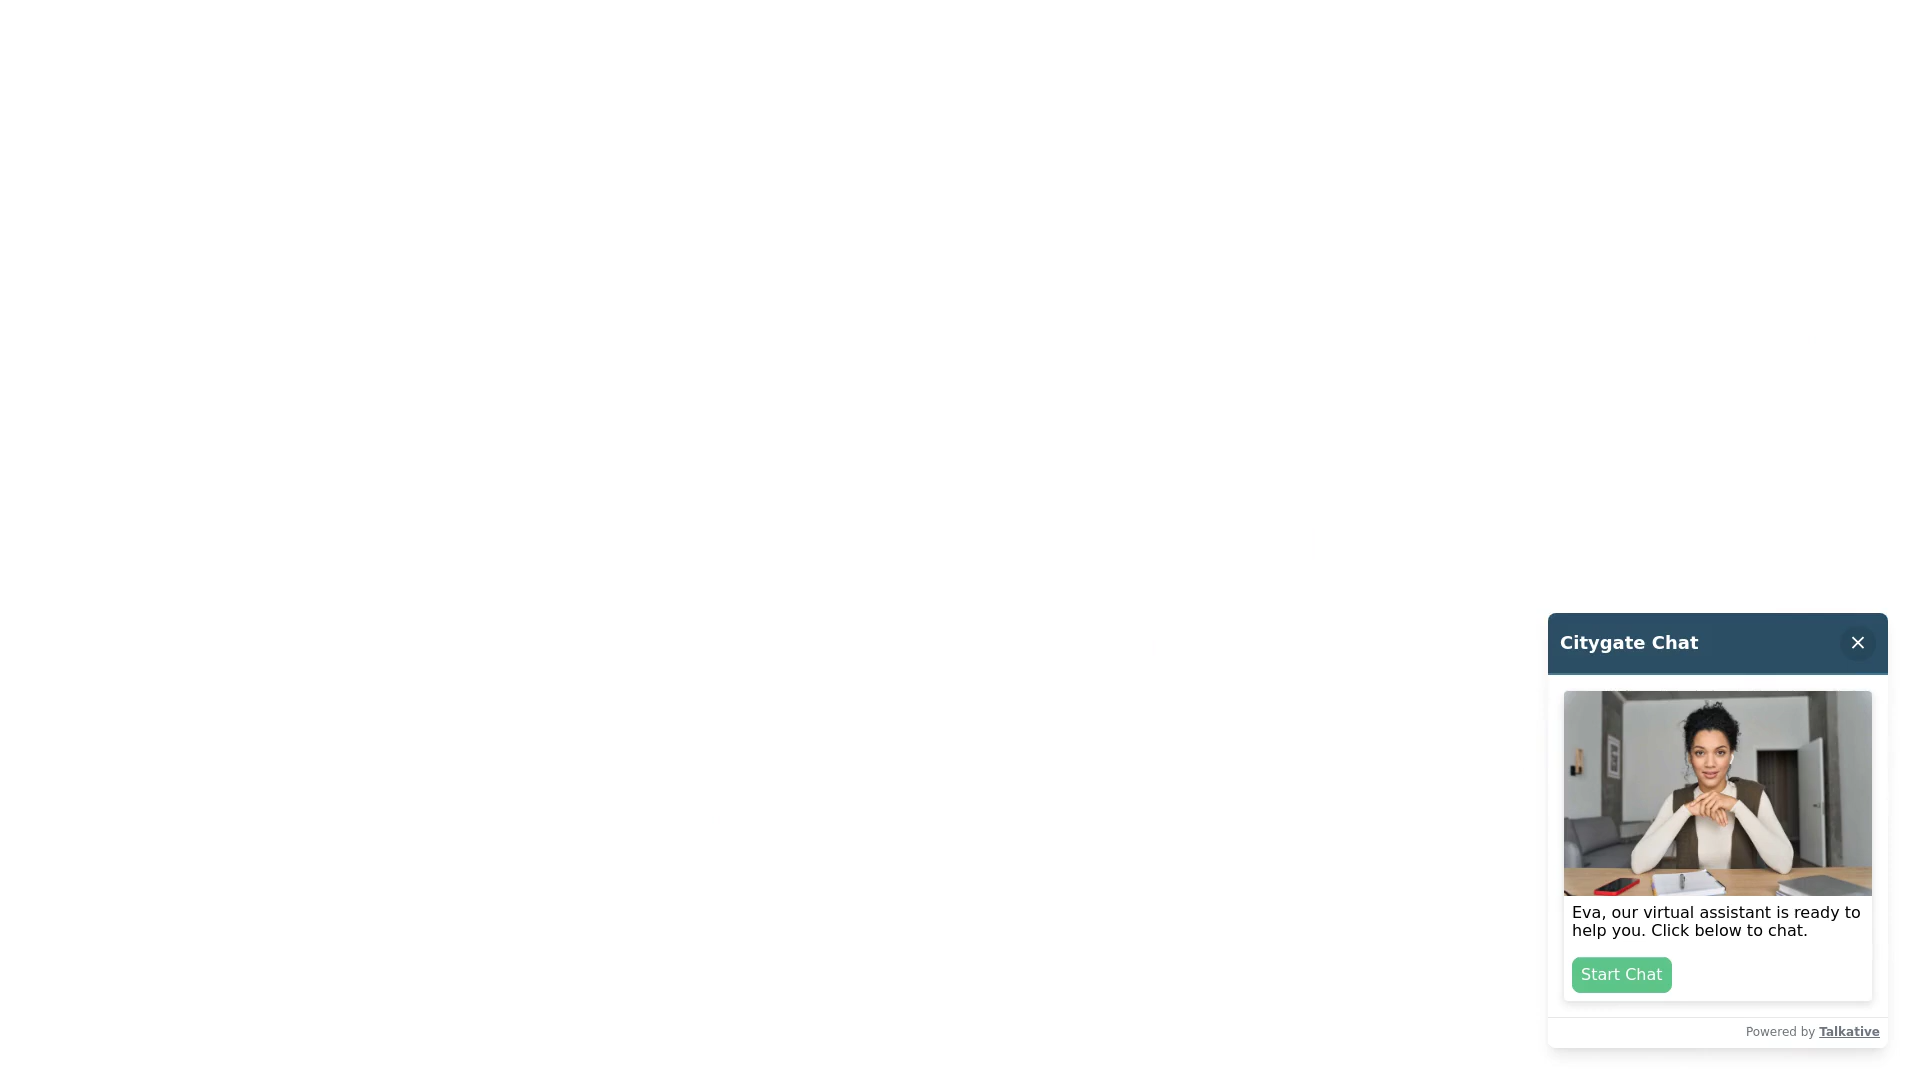 Citygate Chat
Eva, our virtual assistant is ready to
help you. Click below to chat.
Start Chat
Powered by Talkative